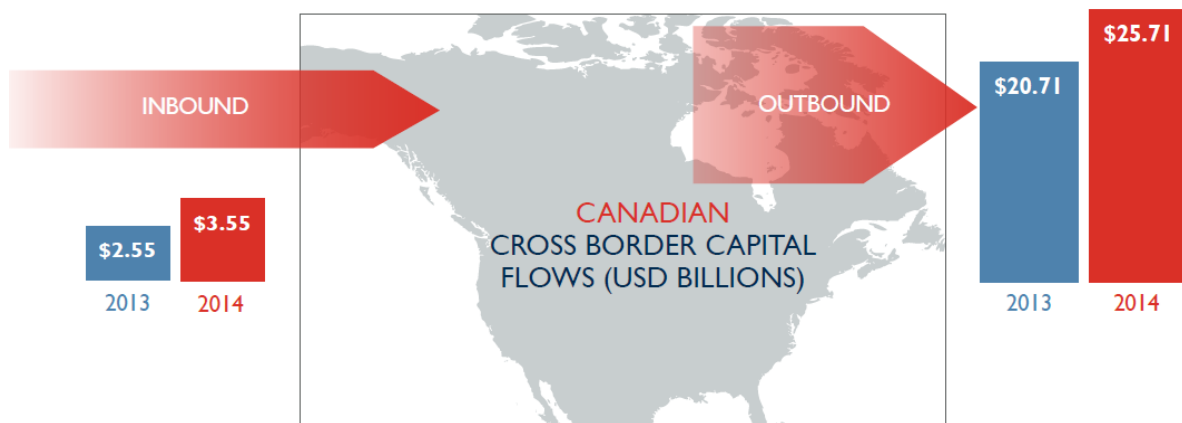 INBOUND
$2.55
$3.55
2013
2014
CANADIAN
CROSS BORDER CAPITAL
FLOWS (USD BILLIONS)
OUTBOUND
$20.71
$25.71
2013
2014